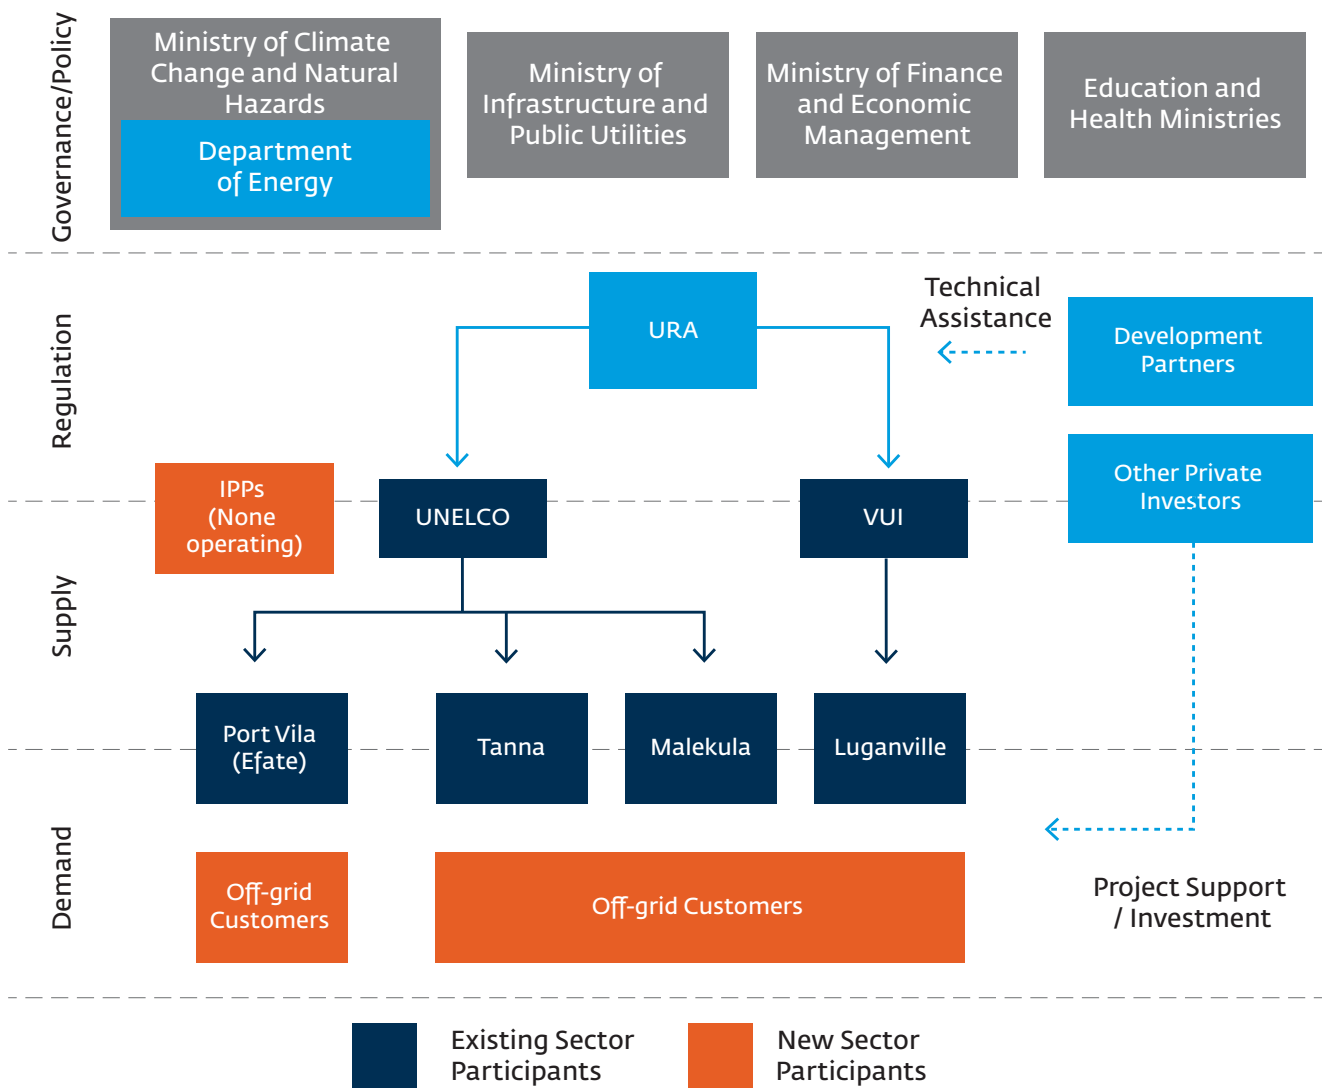 Governance/Policy
Ministry of Climate
Change and Natural
Hazards
Department
of Energy
Ministry of
Infrastructure and
Public Utilities
Ministry of Finance
and Economic
Management
Education and
Health Ministries
Regulation
URA
Technical
Assistance
Development
Partners
Other Private
Investors
IPPs
(None
operating)
UNELCO
VUI
Supply
Port Vila
(Efate)
Tanna
Malekula
Luganville
Demand
Off-grid
Customers
Off-grid Customers
Project Support
/ Investment
Existing Sector
Participants
New Sector
Participants